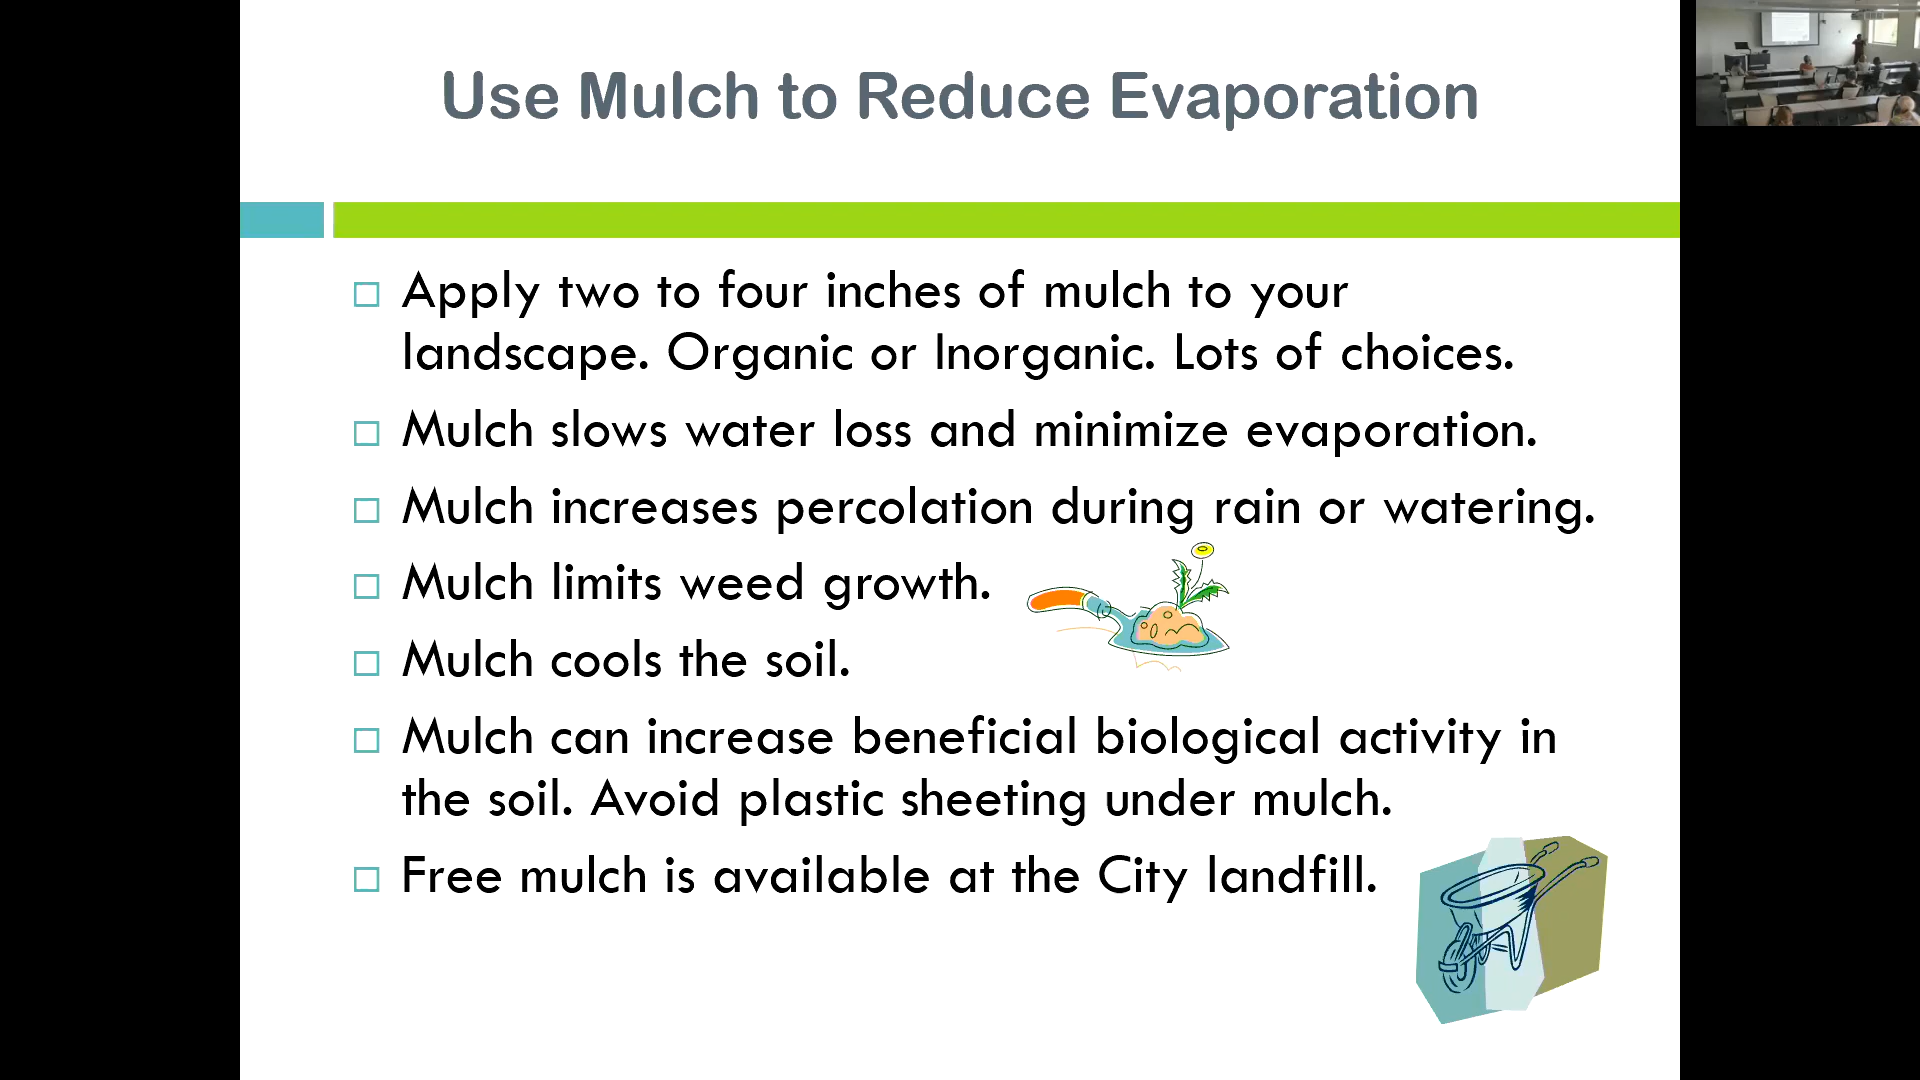 Use Mulch to Reduce Evaporation
Apply two to four inches of mulch to your
landscape. Organic or Inorganic. Lots of choices.
Mulch slows water loss and minimize evaporation.
Mulch increases percolation during rain or watering.
Mulch limits weed growth.
Mulch cools the soil.
Mulch can increase beneficial biological activity in
the soil. Avoid plastic sheeting under mulch.
Free mulch is available at the City landfill.